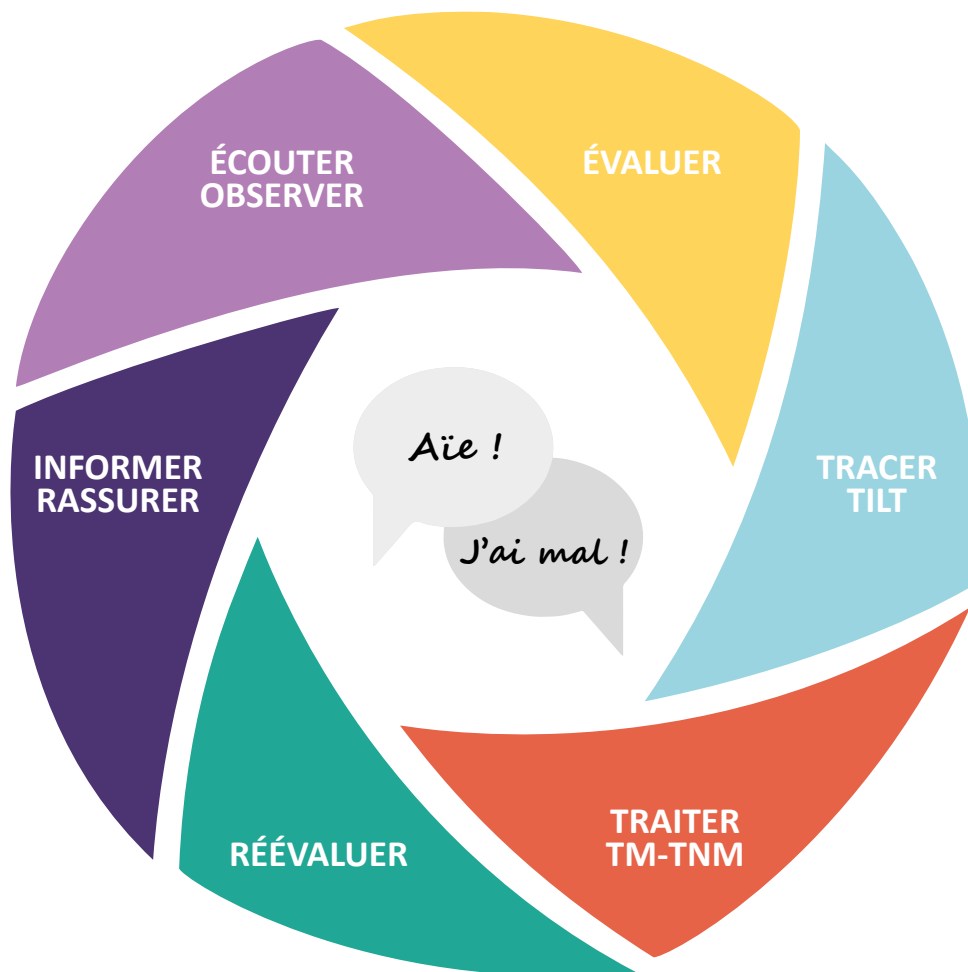 ÉCOUTER
OBSERVER
ÉVALUER
TRACER
TILT
TRAITER
TM-TNM
RÉÉVALUER
INFORMER
RASSURER
Aïe !
J'ai mal !